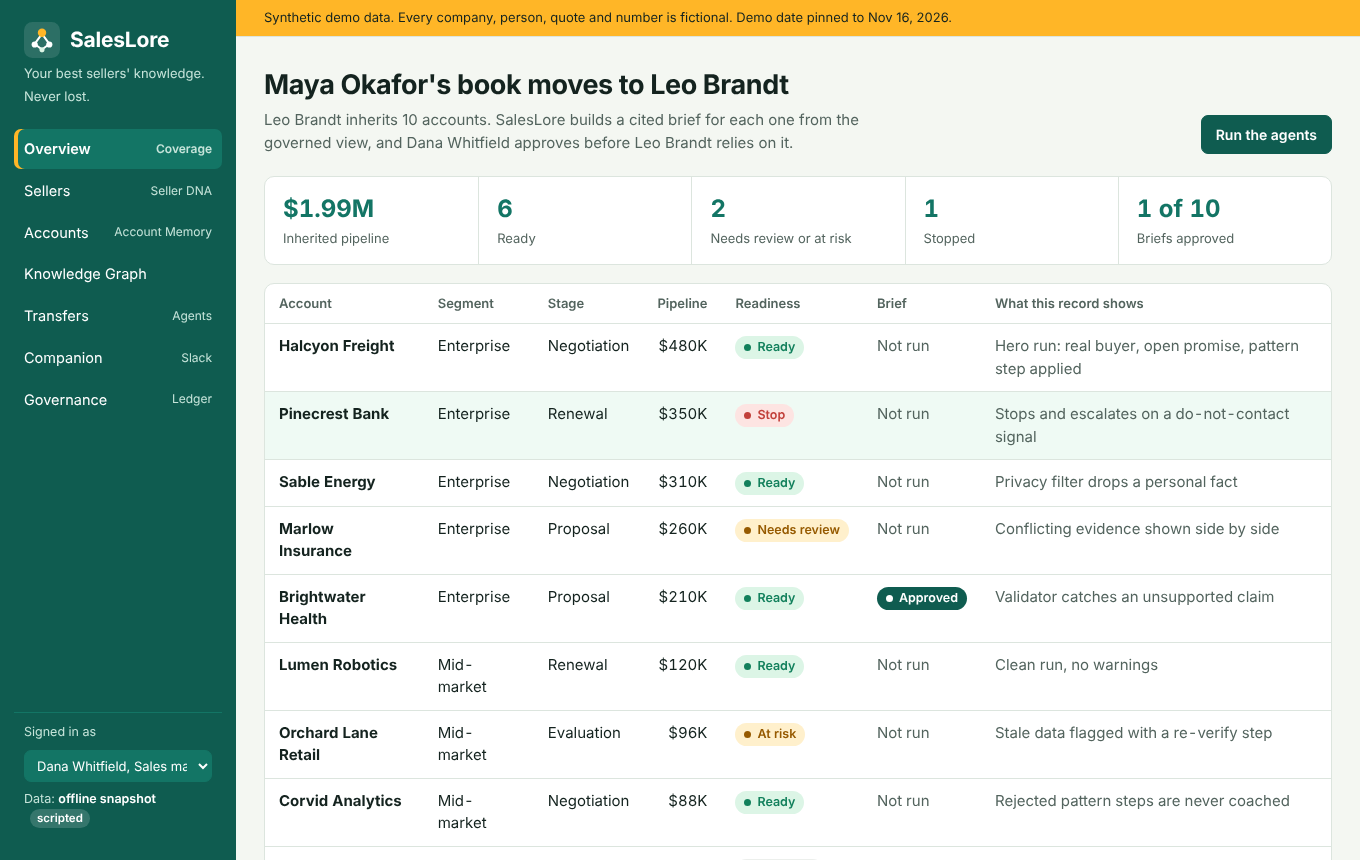 Synthetic demo data. Every company, person, quote and number is fictional. Demo date pinned to Nov 16, 2026.
SalesLore
Your best sellers' knowledge.
Never lost.
Overview Coverage
Sellers Seller DNA
Accounts Account Memory
Knowledge Graph
Transfers Agents
Companion Slack
Governance Ledger
Signed in as
Dana Whitfield, Sales ma
Data: offline snapshot
scripted
Maya Okafor's book moves to Leo Brandt
Leo Brandt inherits 10 accounts. SalesLore builds a cited brief for each one from the
governed view, and Dana Whitfield approves before Leo Brandt relies on it.
Run the agents
$1.99M 6 2 1 1 of 10
Inherited pipeline Ready Needs review or at risk Stopped Briefs approved
Account Segment Stage Pipeline Readiness Brief What this record shows
Halcyon Freight Enterprise Negotiation $480K Ready Not run Hero run: real buyer, open promise, pattern
step applied
Pinecrest Bank Enterprise Renewal $350K Stop Not run Stops and escalates on a do-not-contact
signal
Sable Energy Enterprise Negotiation $310K Ready Not run Privacy filter drops a personal fact
Marlow Enterprise Proposal $260K Needs review Not run Conflicting evidence shown side by side
Insurance
Brightwater Enterprise Proposal $210K Ready Approved Validator catches an unsupported claim
Health
Lumen Robotics Mid- Renewal $120K Ready Not run Clean run, no warnings
market
Orchard Lane Mid- Evaluation $96K At risk Not run Stale data flagged with a re-verify step
Retail market
Corvid Analytics Mid- Negotiation $88K Ready Not run Rejected pattern steps are never coached
market